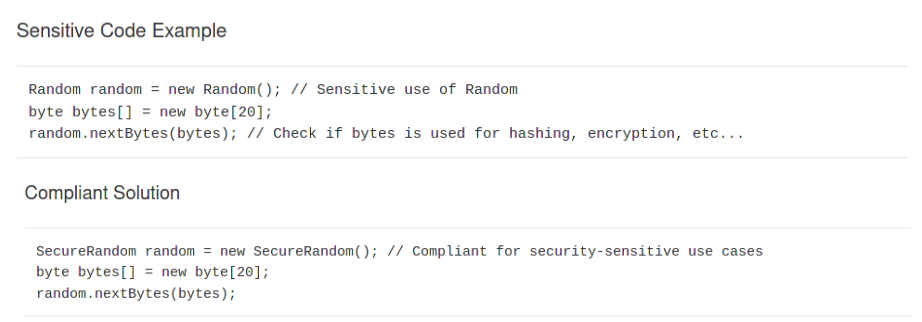 Sensitive Code Example
Random random = new Random(); // Sensitive use of Random
byte bytes[] = new byte[20];
random.nextBytes(bytes); // Check if bytes is used for hashing, encryption, etc...
Compliant Solution
SecureRandom random = new SecureRandom(); // Compliant for security-sensitive use cases
byte bytes[] = new byte[20];
random.nextBytes(bytes);